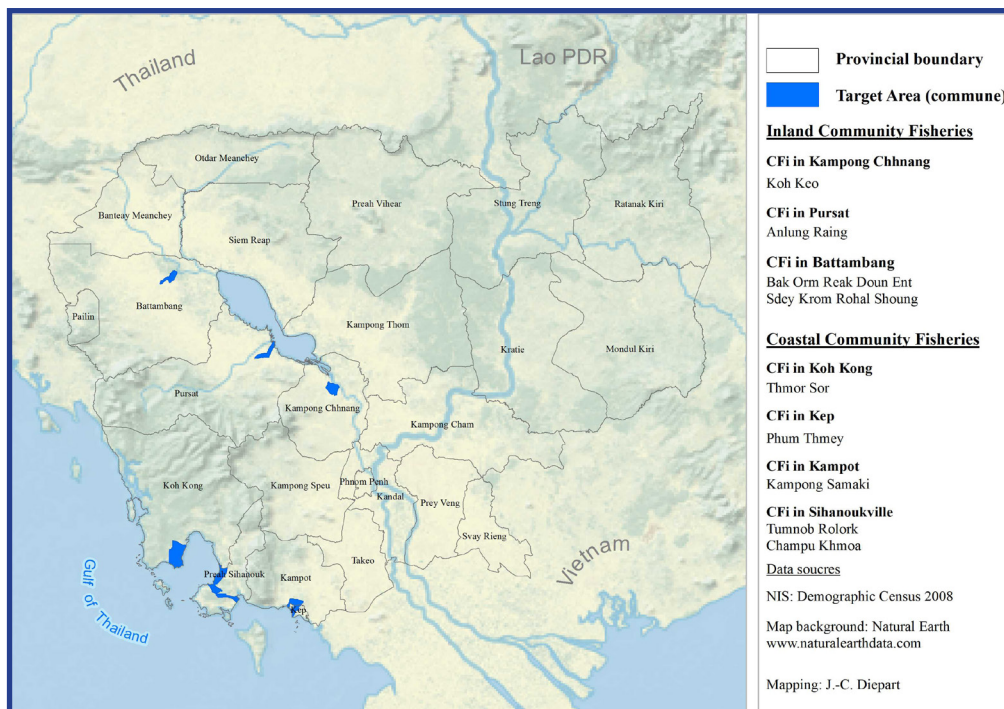 Thailand
Lao PDR
Otdar Meanchey
Preah Vihear
Stung Treng
Ratanak Kiri
Banteay Meanchey
Siem Reap
Battambang
Pailin
Kampong Thom
Kratie
Mondul Kiri
Pursat
Kampong Chhnang
Kampong Cham
Koh Kong
Kampong Speu
Phnom Penh
Kandal
Prey Veng
Svay Rieng
Takeo
Vietnam
Preah Sihanouk
Kampot
Kep
Gulf of Thailand
Provincial boundary
Target Area (commune)
Inland Community Fisheries
CFi in Kampong Chhnang
Koh Keo
CFi in Pursat
Anlung Raing
CFi in Battambang
Bak Orm Reak Doun Ent
Sdey Krom Rohal Shoung
Coastal Community Fisheries
CFi in Koh Kong
Thmor Sor
CFi in Kep
Phum Thmey
CFi in Kampot
Kampong Samaki
CFi in Sihanoukville
Tumnob Rolork
Champu Khmoa
Data soucres
NIS: Demographic Census 2008
Map background: Natural Earth
www.naturalearthdata.com
Mapping: J.-C. Diepart